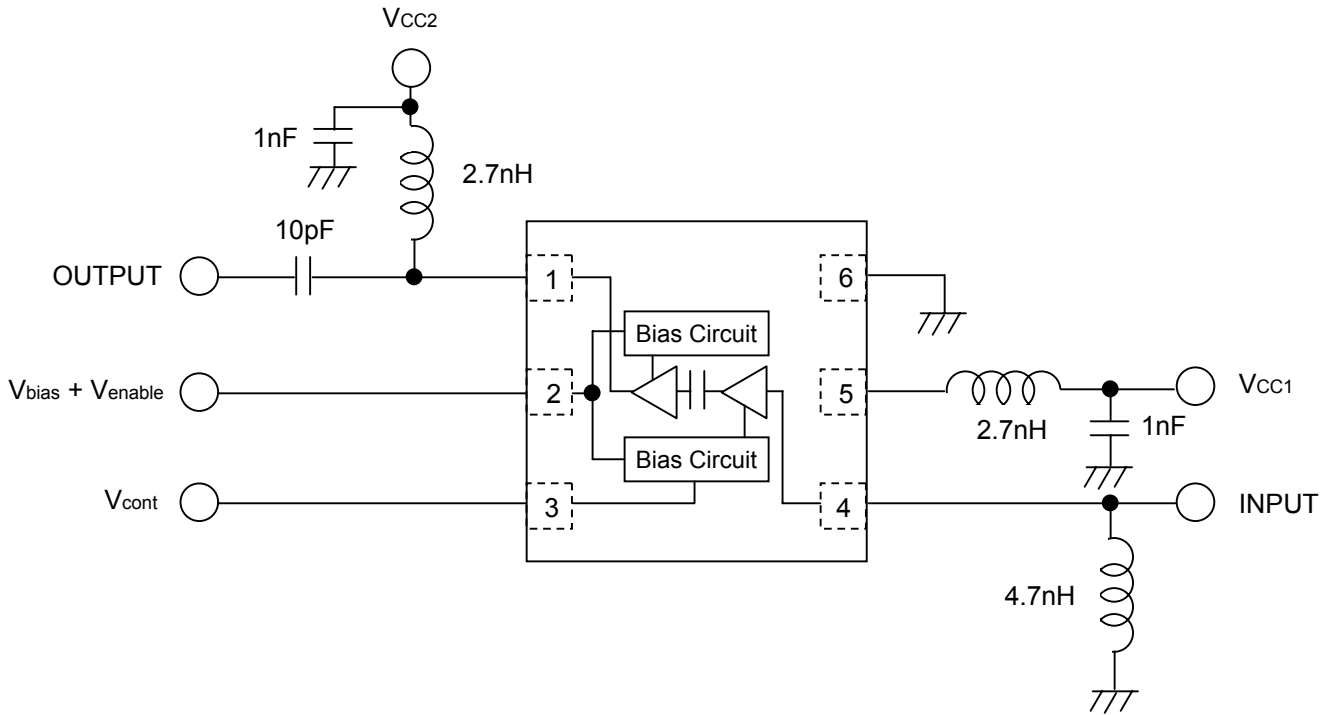 VCC2
1nF
2.7nH
10pF
OUTPUT
1
6
Bias Circuit
Vbias + Venable
2
5
VCC1
2.7nH
1nF
Bias Circuit
Vcont
3
4
INPUT
4.7nH